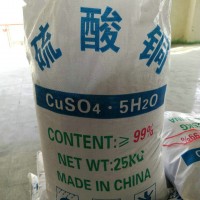 硫酸铜
CuSO4·5H2O
CONTENT:≥99%
NET WT:25KG
MADE IN CHINA